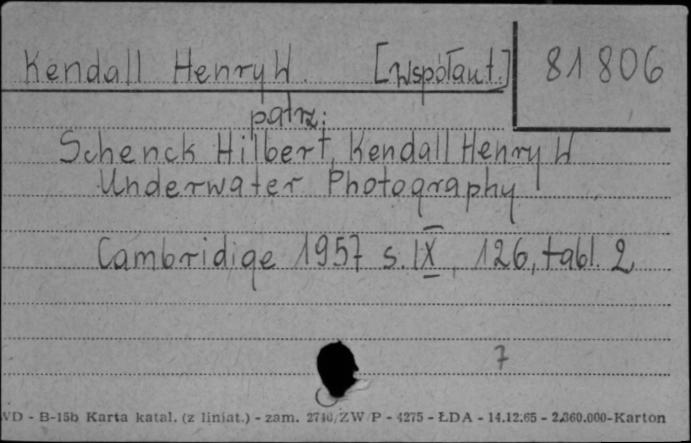 Kendall Henry W. [Współaut.] 81806
patrz:
Schenck Hilbert, Kendall Henry W
Underwater Photography
Cambridige 1957 s. IX, 126, tabl. 2
7
WD - B-15b Karta katal. (z liniat.) - zam. 2740/ZW/P - 4275 - ŁDA - 14.12.65 - 2.360.000-Karton